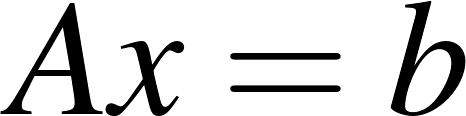 Ax = b